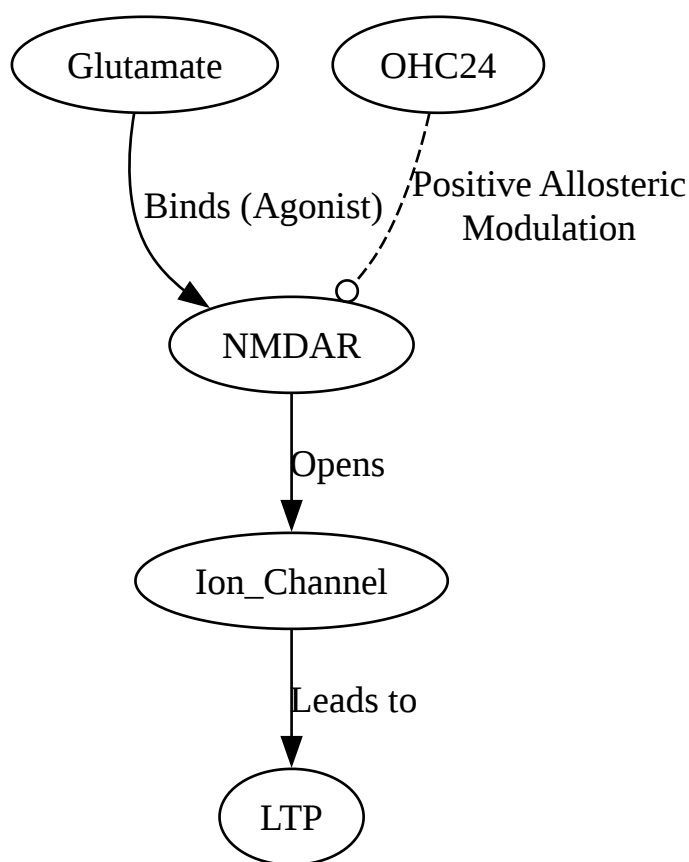 Glutamate
OHC24
Binds (Agonist)
Positive Allosteric
Modulation
NMDAR
Opens
Ion_Channel
Leads to
LTP